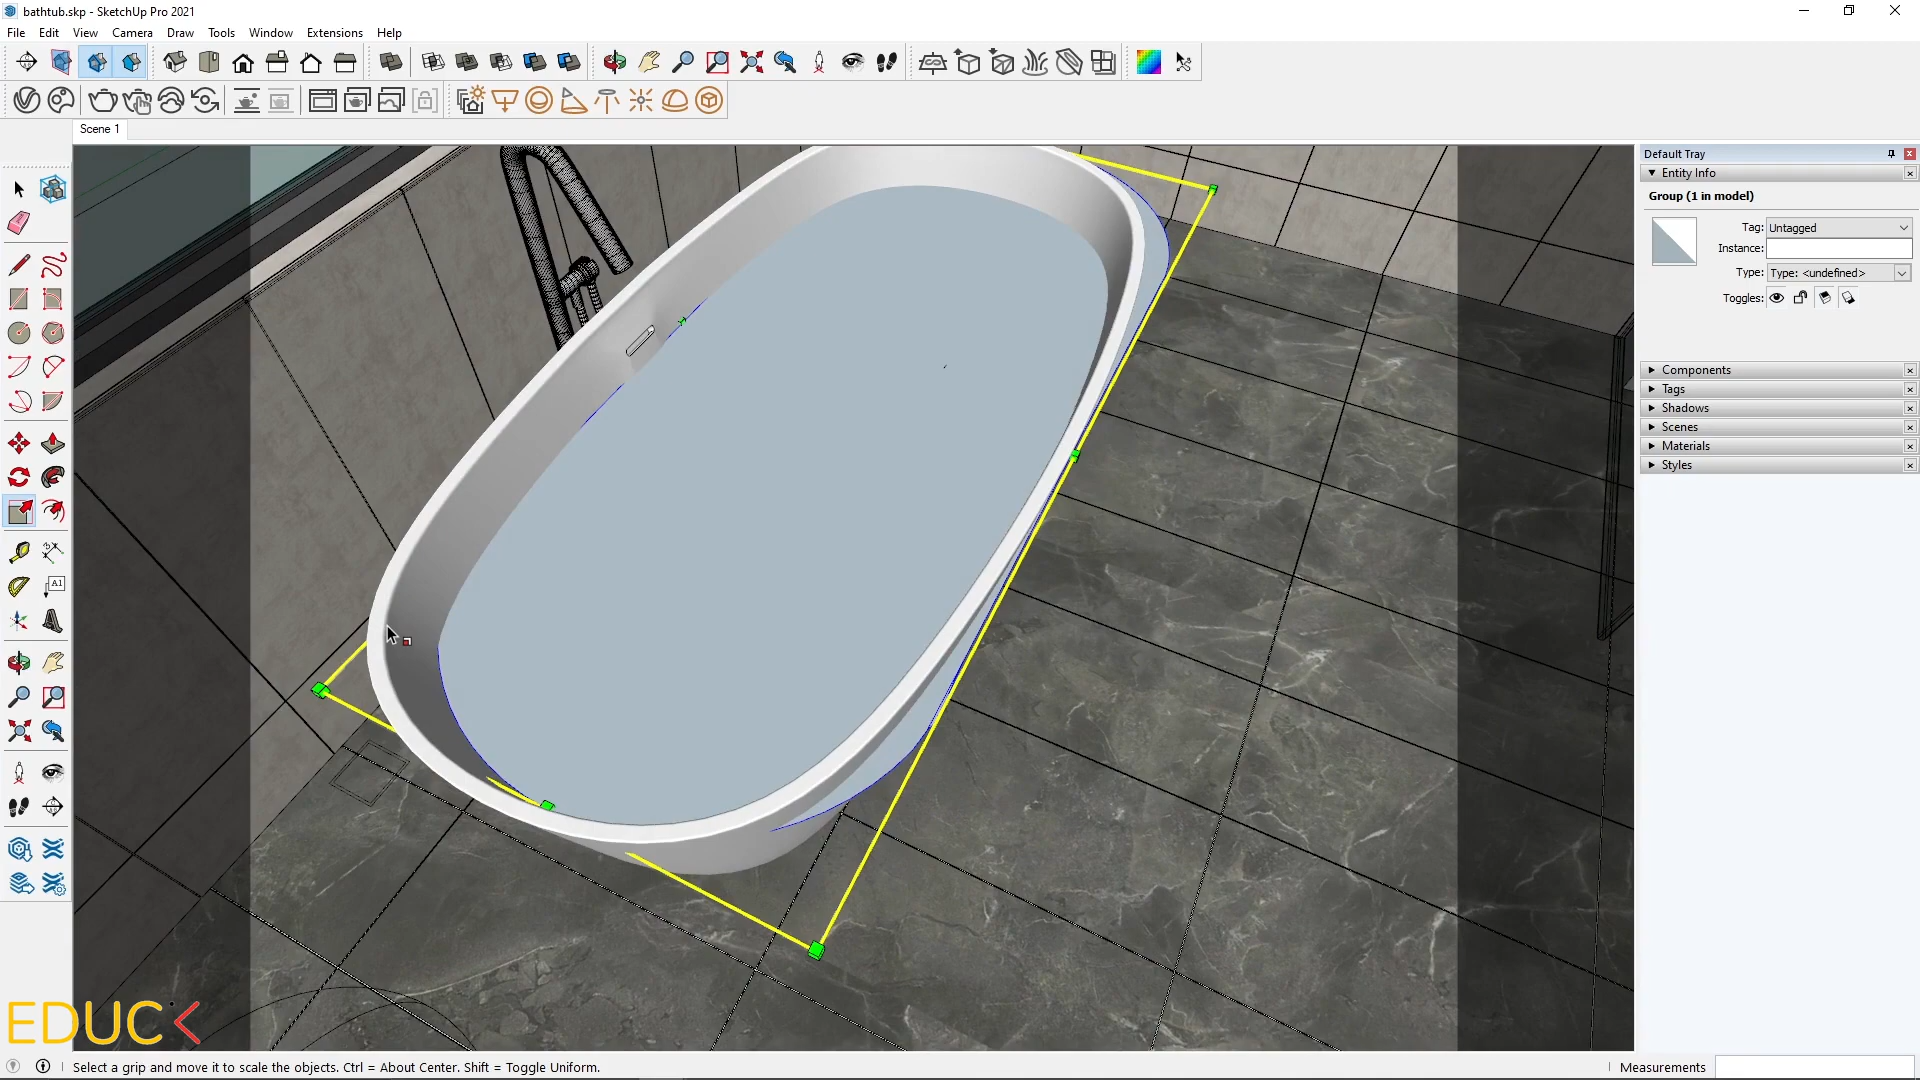 bathtub.skp - SketchUp Pro 2021
File Edit View Camera Draw Tools Window Extensions Help
Scene 1
Default Tray
Entity Info
Group (1 in model)
Tag: Untagged
Instance:
Type: Type: <undefined>
Toggles:
Components
Tags
Shadows
Scenes
Materials
Styles
A1
EDUC
Select a grip and move it to scale the objects. Ctrl = About Center. Shift = Toggle Uniform.
Measurements